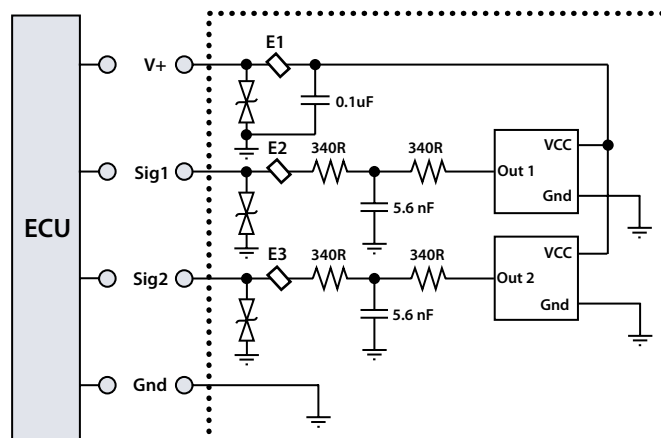 E1
V+
0.1uF
VCC
E2
340R
340R
Sig1
Out 1
Gnd
5.6 nF
ECU
E3
340R
340R
VCC
Sig2
Out 2
Gnd
5.6 nF
Gnd